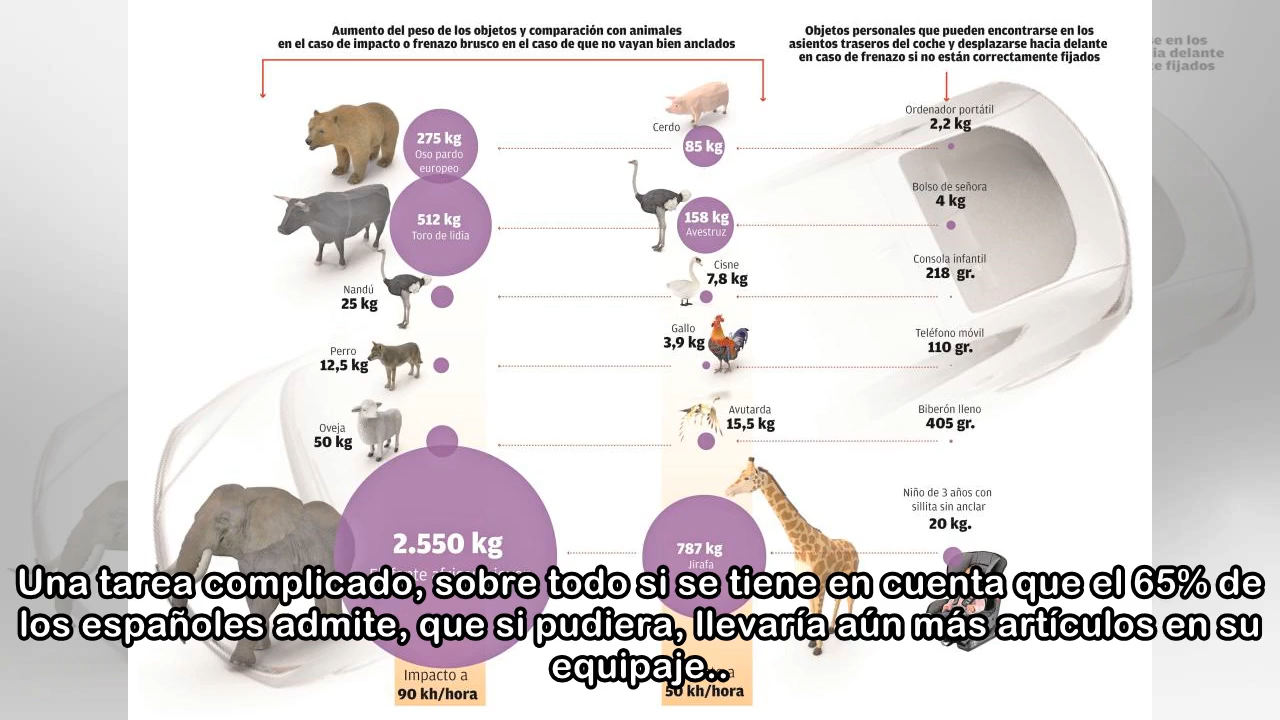 Aumento del peso de los objetos y comparación con animales
en el caso de impacto o frenazo brusco en el caso de que no vayan bien anclados
Objetos personales que pueden encontrarse en los
asientos traseros del coche y desplazarse hacia delante
en caso de frenazo si no están correctamente fijados
se en los
ia delante
te fijados
275 kg
Oso pardo
europeo
Cerdo
85 kg
Ordenador portátil
2,2 kg
512 kg
Toro de lidia
158 kg
Avestruz
Bolso de señora
4 kg
Nandú
25 kg
Cisne
7,8 kg
Consola infantil
218 gr.
Perro
12,5 kg
Gallo
3,9 kg
Teléfono móvil
110 gr.
Oveja
50 kg
Avutarda
15,5 kg
Biberón lleno
405 gr.
2.550 kg
787 kg
Jirafa
Niño de 3 años con
sillita sin anclar
20 kg.
Una tarea complicado, sobre todo si se tiene en cuenta que el 65% de
los españoles admite, que si pudiera, llevaría aún más artículos en su
equipaje..
Impacto a
90 kh/hora
a
50 kh/hora